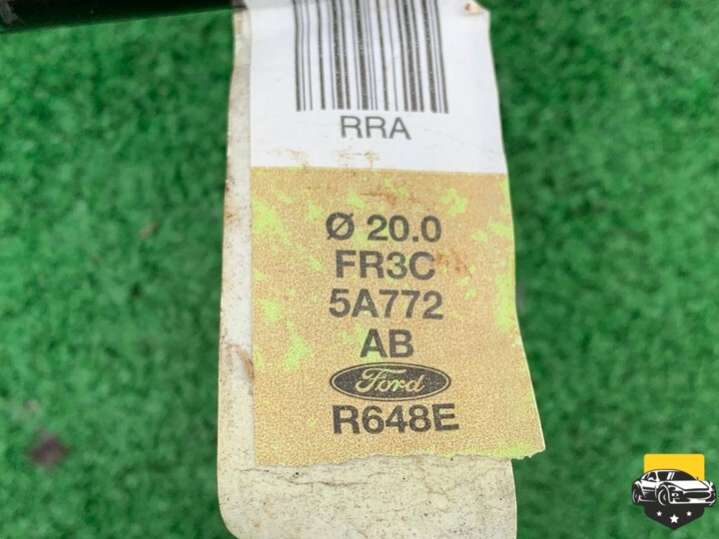 RRA
Ø 20.0
FR3C
5A772
AB
Ford
R648E